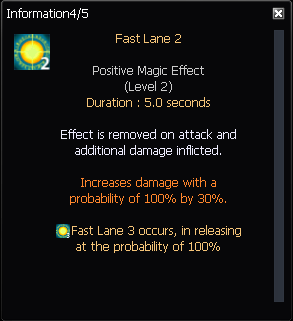 Information4/5
2
Fast Lane 2
Positive Magic Effect
(Level 2)
Duration : 5.0 seconds
Effect is removed on attack and
additional damage inflicted.
Increases damage with a
probability of 100% by 30%.
Fast Lane 3 occurs, in releasing
at the probability of 100%